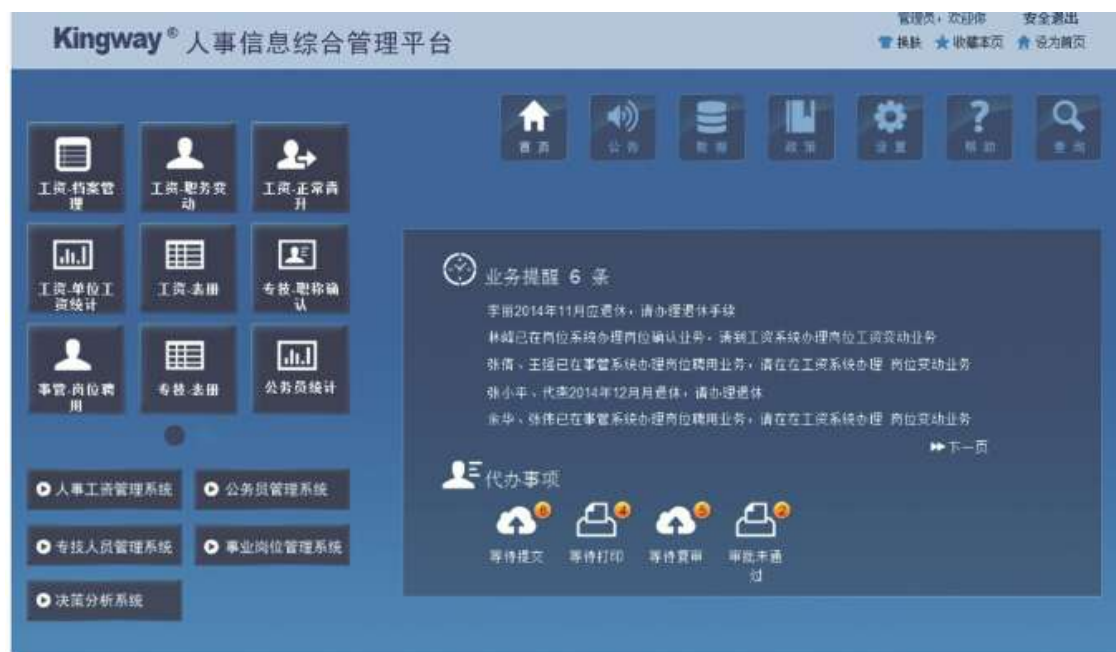 Kingway® 人事信息综合管理平台
管理员，欢迎你 安全退出
换肤 收藏本页 设为首页
首页 公告 数据 政策 设置 帮助 查询
工资-档案管
理
工资-职务变
动
工资-正常晋
升
工资-单位工
资统计
工资-表册
专技-职称确
认
事管-岗位聘
用
专技-表册
公务员统计
人事工资管理系统
公务员管理系统
专技人员管理系统
事业岗位管理系统
决策分析系统
业务提醒 6 条
李丽2014年11月应退休，请办理退休手续
林峰已在岗位系统办理岗位确认业务，请到工资系统办理岗位工资变动业务
张倩、王强已在事管系统办理岗位聘用业务，请在在工资系统办理 岗位变动业务
张小平、代燕2014年12月月退休，请办理退休
余华、张伟已在事管系统办理岗位聘用业务，请在在工资系统办理 岗位变动业务
下一页
代办事项
6 4 5 2
等待提交
等待打印
等待复审
审批未通
过